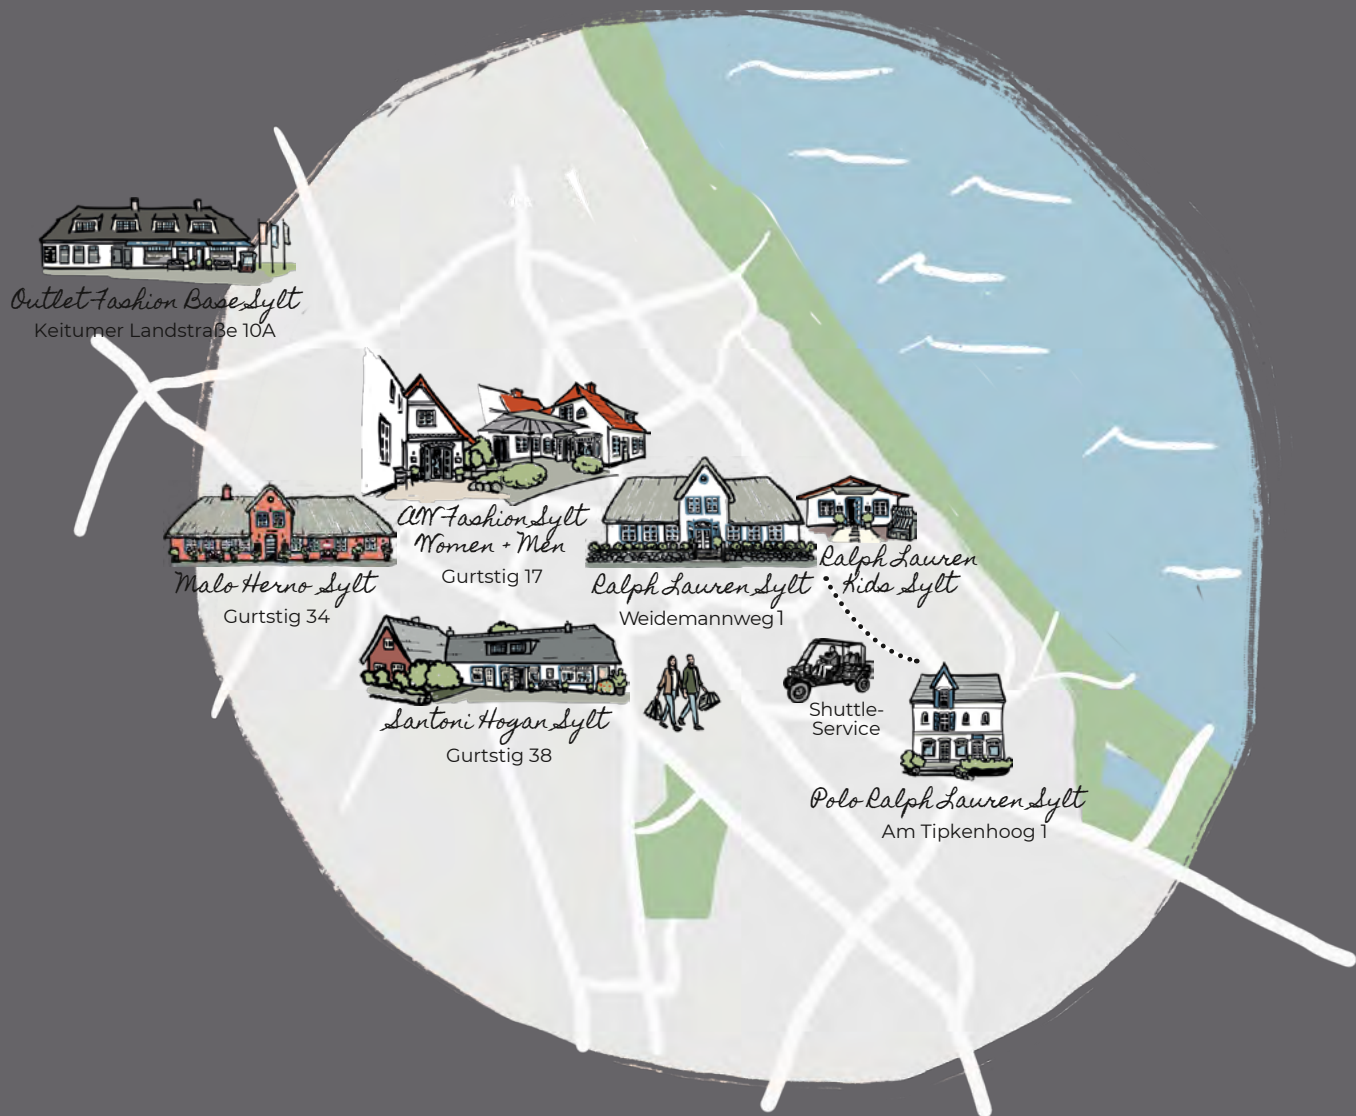 Outlet Fashion Base Sylt
Keitumer Landstraße 10A
AW Fashion Sylt
Women + Men
Gurtstig 17
Malo Herno Sylt
Gurtstig 34
Ralph Lauren Sylt
Weidemannweg 1
Ralph Lauren
Kids Sylt
Santoni Hogan Sylt
Gurtstig 38
Shuttle-
Service
Polo Ralph Lauren Sylt
Am Tipkenhoog 1